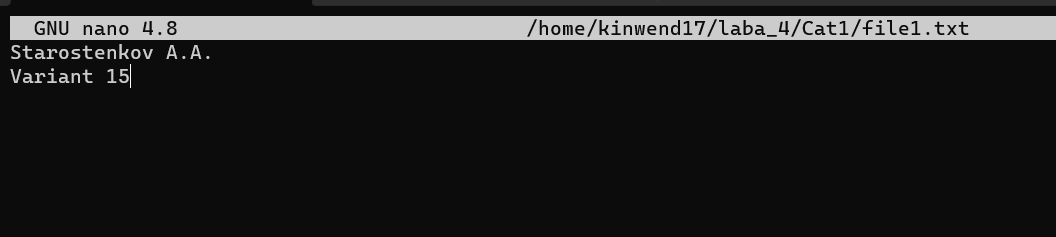 GNU nano 4.8 /home/kinwend17/laba_4/Cat1/file1.txt
Starostenkov A.A.
Variant 15